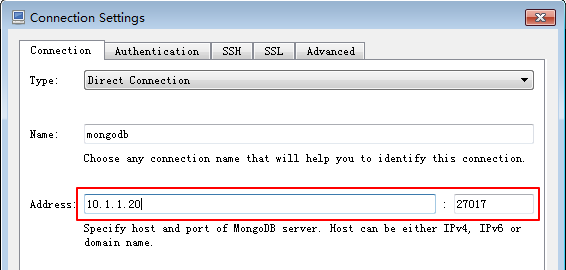 Connection Settings
Connection Authentication SSH SSL Advanced
Type: Direct Connection
Name: mongodb
Choose any connection name that will help you to identify this connection.
Address: 10.1.1.20 : 27017
Specify host and port of MongoDB server. Host can be either IPv4, IPv6 or
domain name.